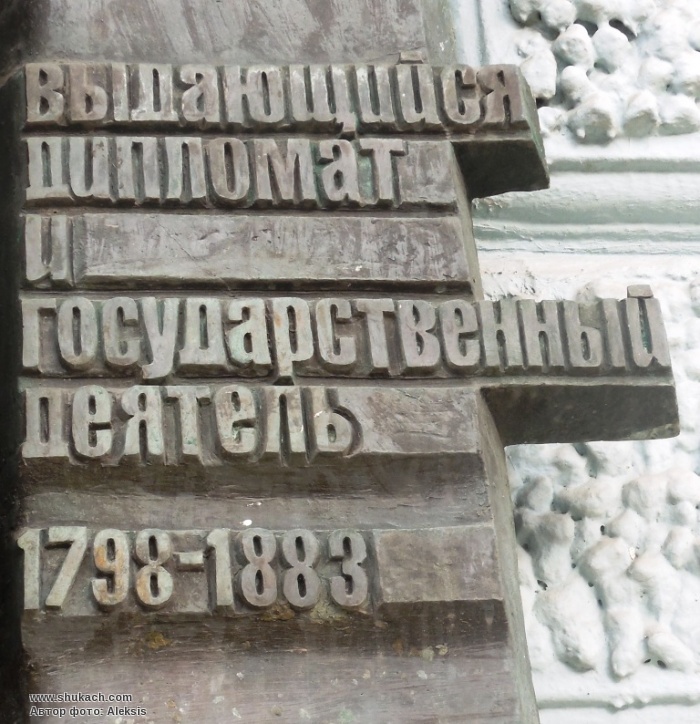 выдающийся
дипломат
и
государственный
деятель
1798-1883
www.shukach.com
Автор фото: Aleksis